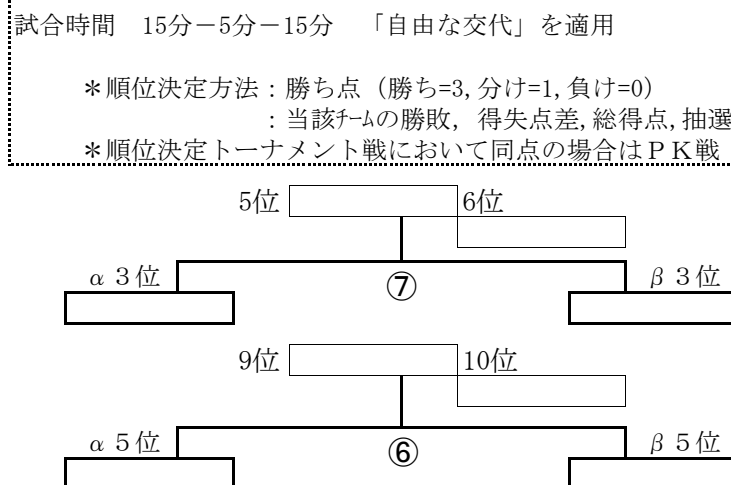 試合時間　15分－5分－15分　「自由な交代」を適用
＊順位決定方法：勝ち点（勝ち=3,分け=1,負け=0）
：当該ﾁｰﾑの勝敗，得失点差,総得点,抽選
＊順位決定トーナメント戦において同点の場合はＰＫ戦
5位 6位
α３位 ⑦ β３位
9位 10位
α５位 ⑥ β５位